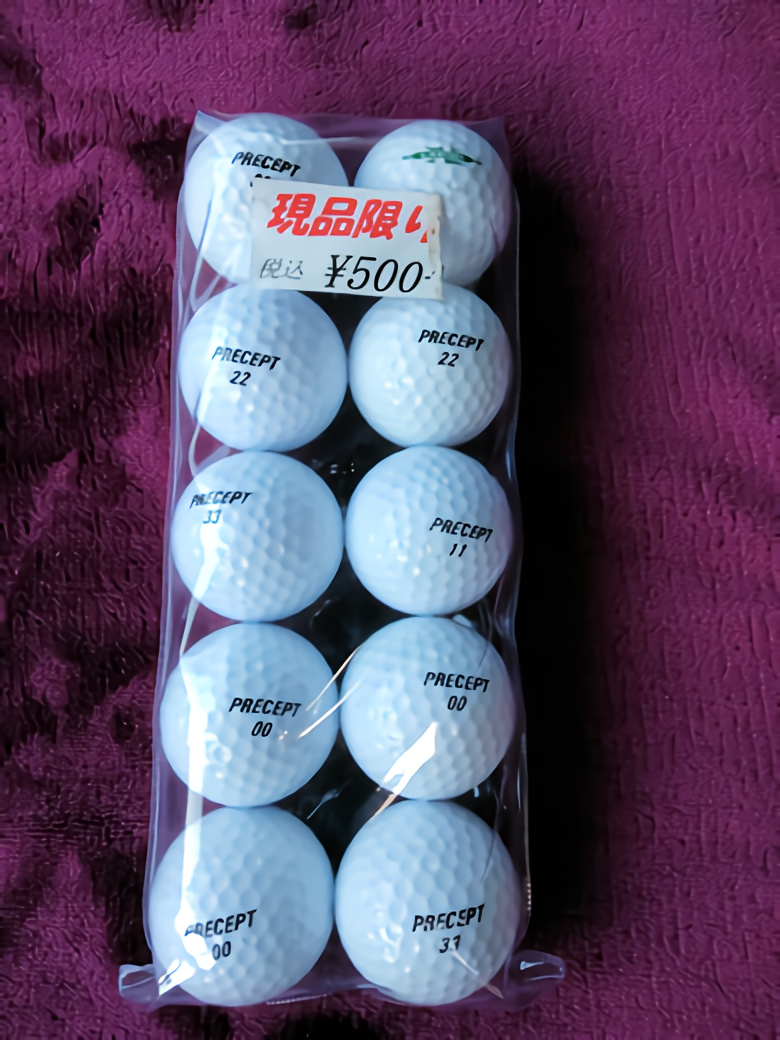 PRECEPT
現品限り
税込 ¥500-
PRECEPT
22
PRECEPT
22
PRECEPT
33
PRECEPT
11
PRECEPT
00
PRECEPT
00
PRECEPT
00
PRECEPT
33